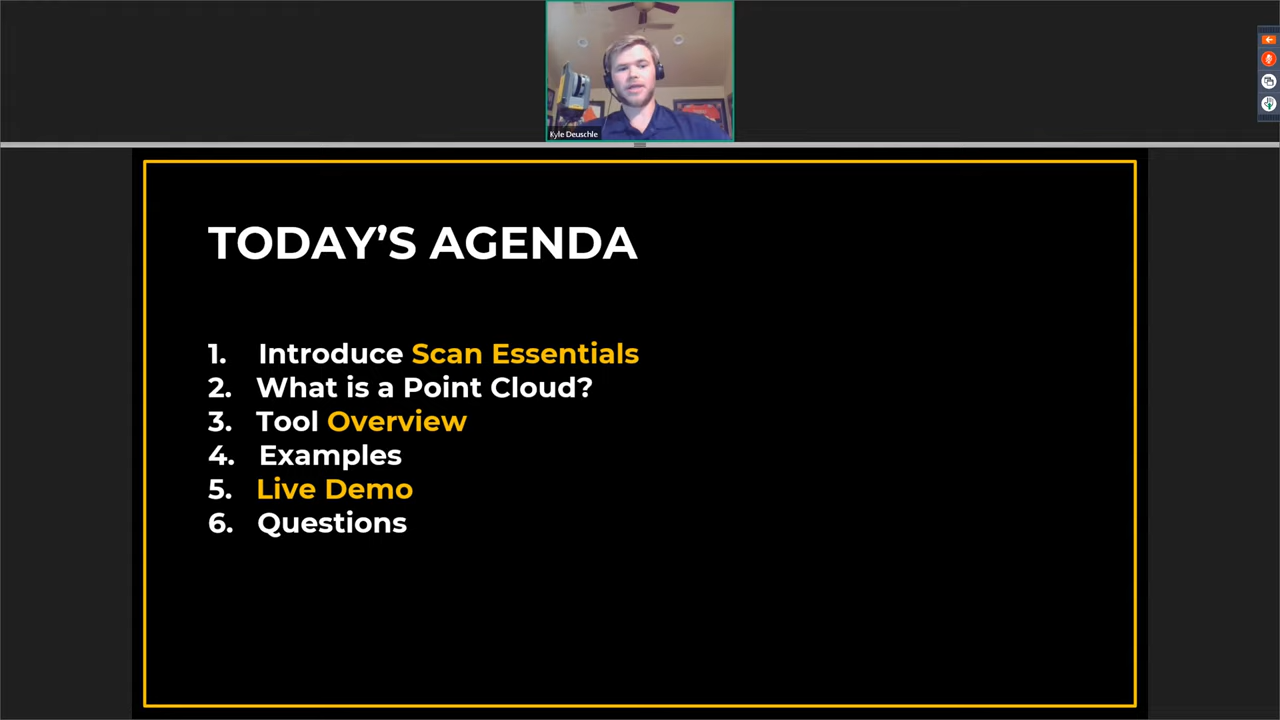 Kyle Deuschle
TODAY’S AGENDA
1. Introduce Scan Essentials
2. What is a Point Cloud?
3. Tool Overview
4. Examples
5. Live Demo
6. Questions